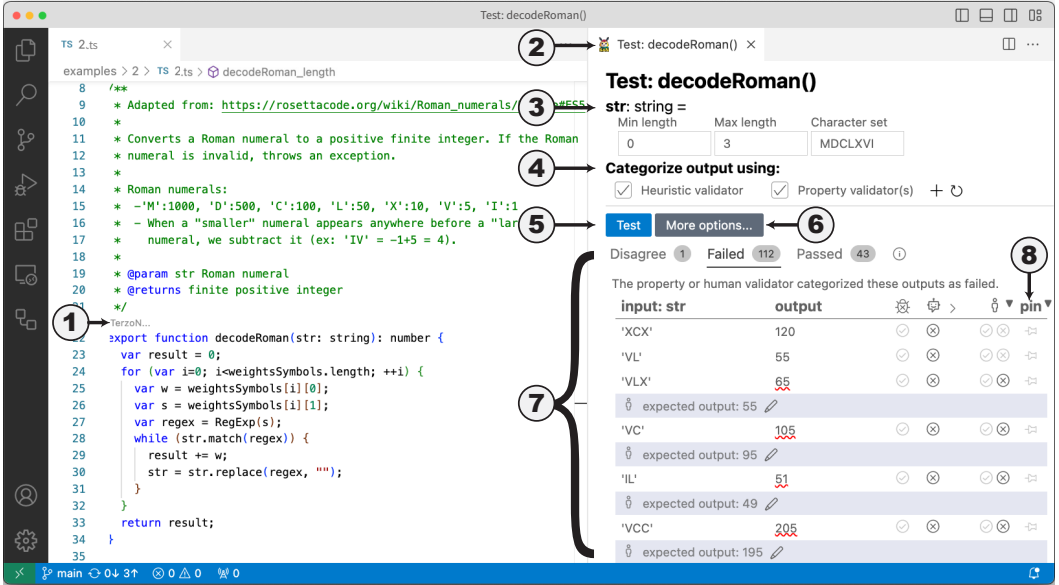 Test: decodeRoman()
TS 2.ts
examples > 2 > TS 2.ts > decodeRoman_length
8 /**
9 * Adapted from: https://rosettacode.org/wiki/Roman_numerals/
10 *
11 * Converts a Roman numeral to a positive finite integer. If the Roman
12 * numeral is invalid, throws an exception.
13 *
14 * Roman numerals:
15 * -'M':1000, 'D':500, 'C':100, 'L':50, 'X':10, 'V':5, 'I':1
16 * - When a "smaller" numeral appears anywhere before a "lar
17 * numeral, we subtract it (ex: 'IV' = -1+5 = 4).
18 *
19 * @param str Roman numeral
20 * @returns finite positive integer
21 */
1
TerzoN...
22 export function decodeRoman(str: string): number {
23 var result = 0;
24 for (var i=0; i<weightsSymbols.length; ++i) {
25 var w = weightsSymbols[i][0];
26 var s = weightsSymbols[i][1];
27 var regex = RegExp(s);
28 while (str.match(regex)) {
29 result += w;
30 str = str.replace(regex, "");
31 }
32 }
33 return result;
34 }
35
2
Test: decodeRoman()
Test: decodeRoman()
3
str: string =
Min length Max length Character set
0 3 MDCLXVI
4
Categorize output using:
Heuristic validator Property validator(s)
5
Test More options...
6
Disagree 1 Failed 112 Passed 43
The property or human validator categorized these outputs as failed.
8
7
input: str output pin
'XCX' 120
'VL' 55
'VLX' 65
expected output: 55
'VC' 105
expected output: 95
'IL' 51
expected output: 49
'VCC' 205
expected output: 195
main 0↓ 3↑ 0 0 0